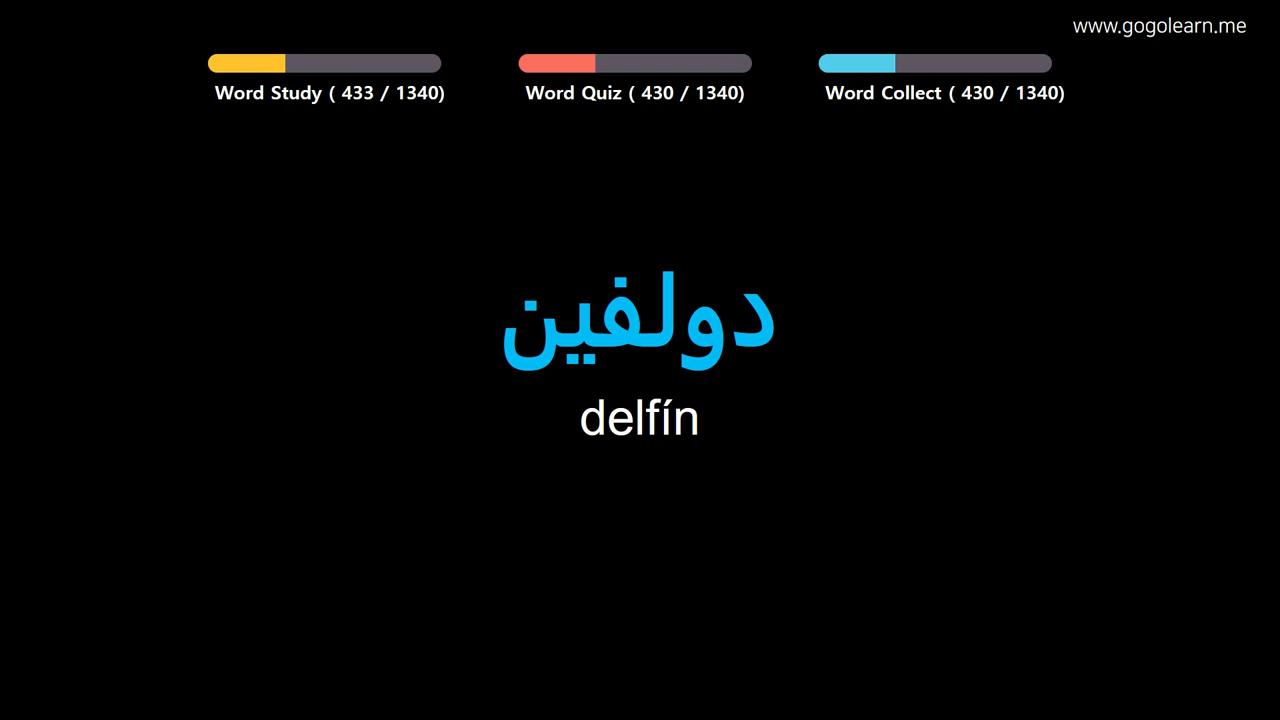 www.gogolearn.me
Word Study ( 433 / 1340)
Word Quiz ( 430 / 1340)
Word Collect ( 430 / 1340)
دولفين
delfín